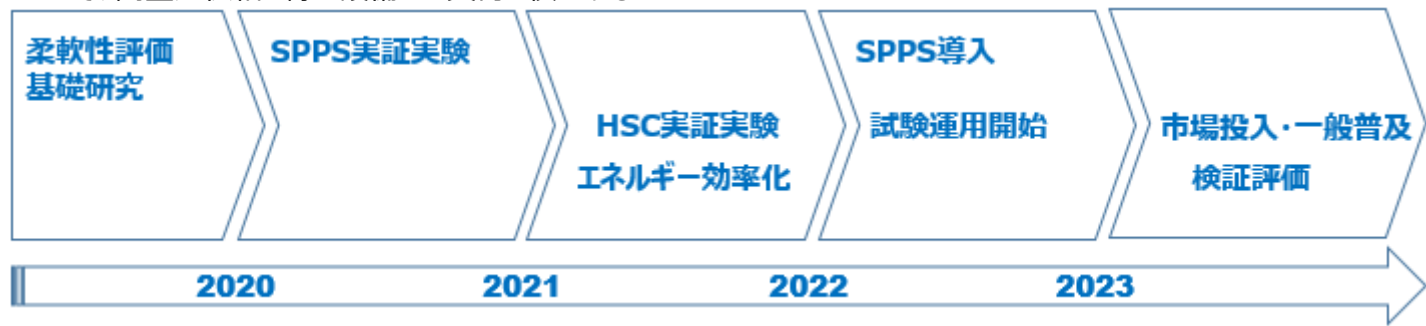 柔軟性評価
基礎研究
SPPS実証実験
HSC実証実験
エネルギー効率化
SPPS導入
試験運用開始
市場投入・一般普及
検証評価
2020
2021
2022
2023